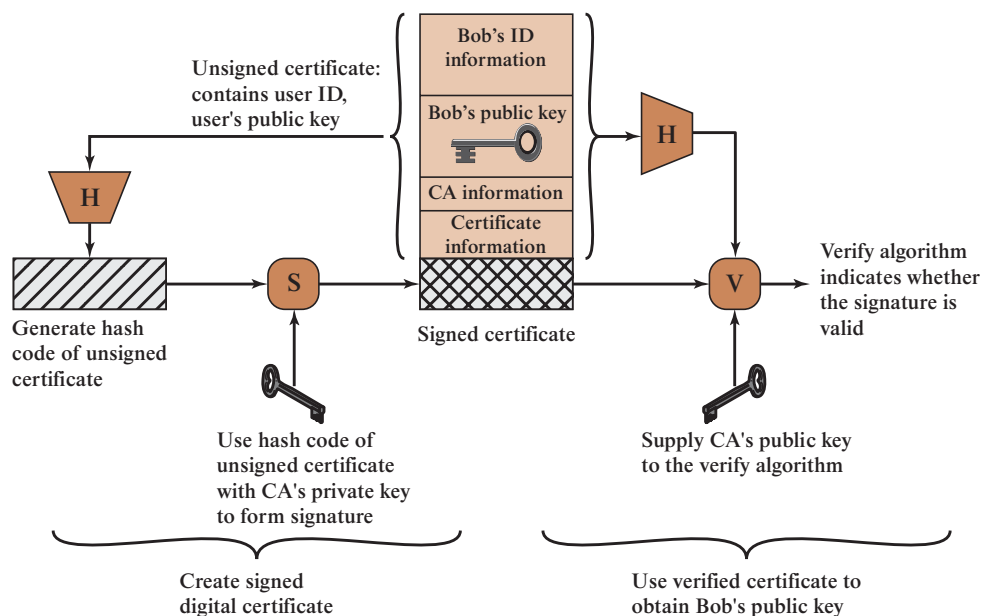 Bob's ID
information
Unsigned certificate:
contains user ID,
user's public key
Bob's public key
H
H
CA information
Certificate
information
S
V
Verify algorithm
indicates whether
the signature is
valid
Generate hash
code of unsigned
certificate
Signed certificate
Use hash code of
unsigned certificate
with CA's private key
to form signature
Supply CA's public key
to the verify algorithm
Create signed
digital certificate
Use verified certificate to
obtain Bob's public key